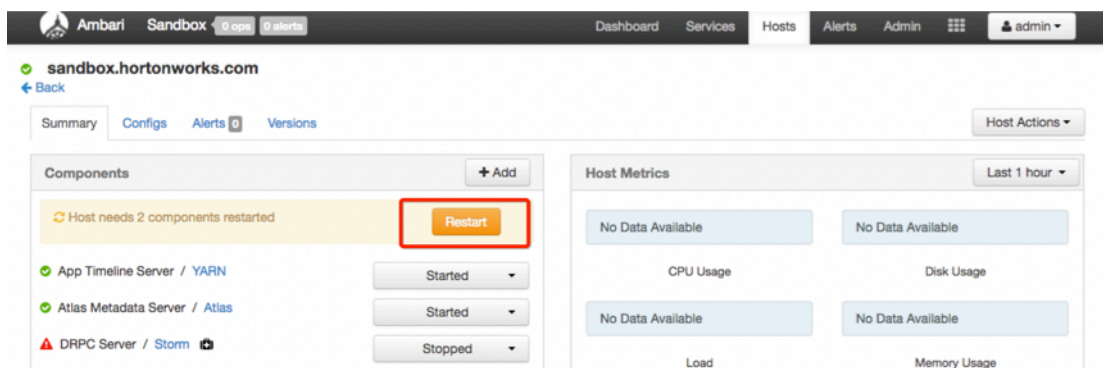 Ambari Sandbox 0 ops 0 alerts Dashboard Services Hosts Alerts Admin admin
sandbox.hortonworks.com
Back
Summary Configs Alerts 0 Versions Host Actions
Components + Add
Host needs 2 components restarted Restart
App Timeline Server / YARN Started
Atlas Metadata Server / Atlas Started
DRPC Server / Storm Stopped
Host Metrics Last 1 hour
No Data Available No Data Available
CPU Usage Disk Usage
No Data Available No Data Available
Load Memory Usage